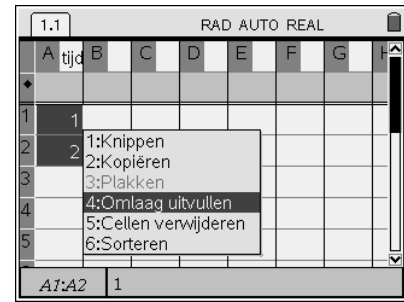 1.1 RAD AUTO REAL
A tijd B C D E F G
◆
1 1
2 2
3
4
5
1:Knippen
2:Kopiëren
3:Plakken
4:Omlaag uitvullen
5:Cellen verwijderen
6:Sorteren
A1:A2 1